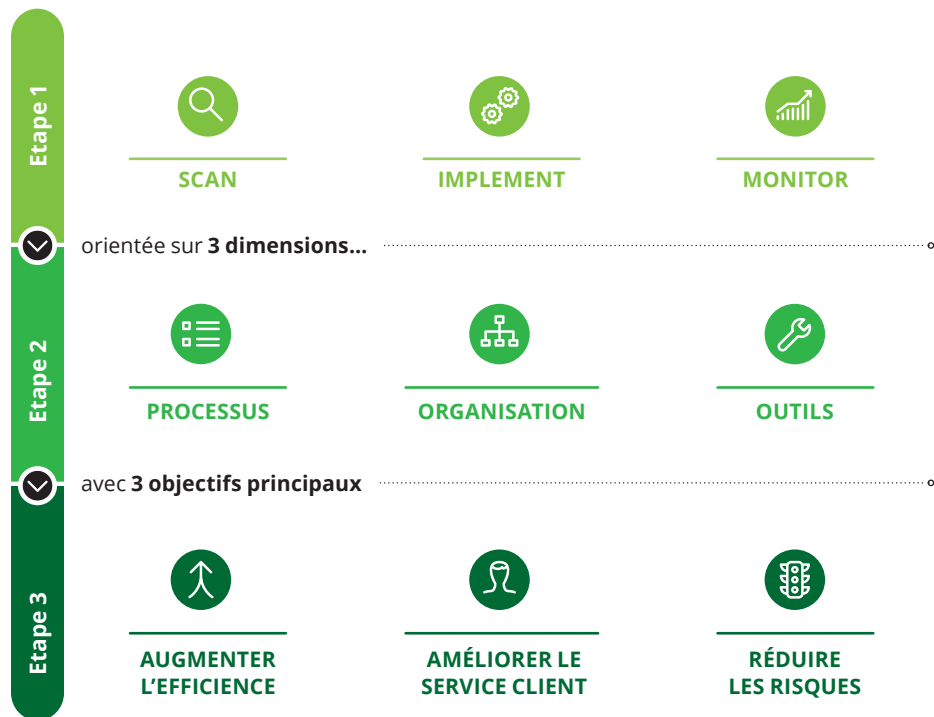 Etape 1
SCAN
IMPLEMENT
MONITOR
orientée sur 3 dimensions...
Etape 2
PROCESSUS
ORGANISATION
OUTILS
avec 3 objectifs principaux
Etape 3
AUGMENTER
L’EFFICIENCE
AMÉLIORER LE
SERVICE CLIENT
RÉDUIRE
LES RISQUES